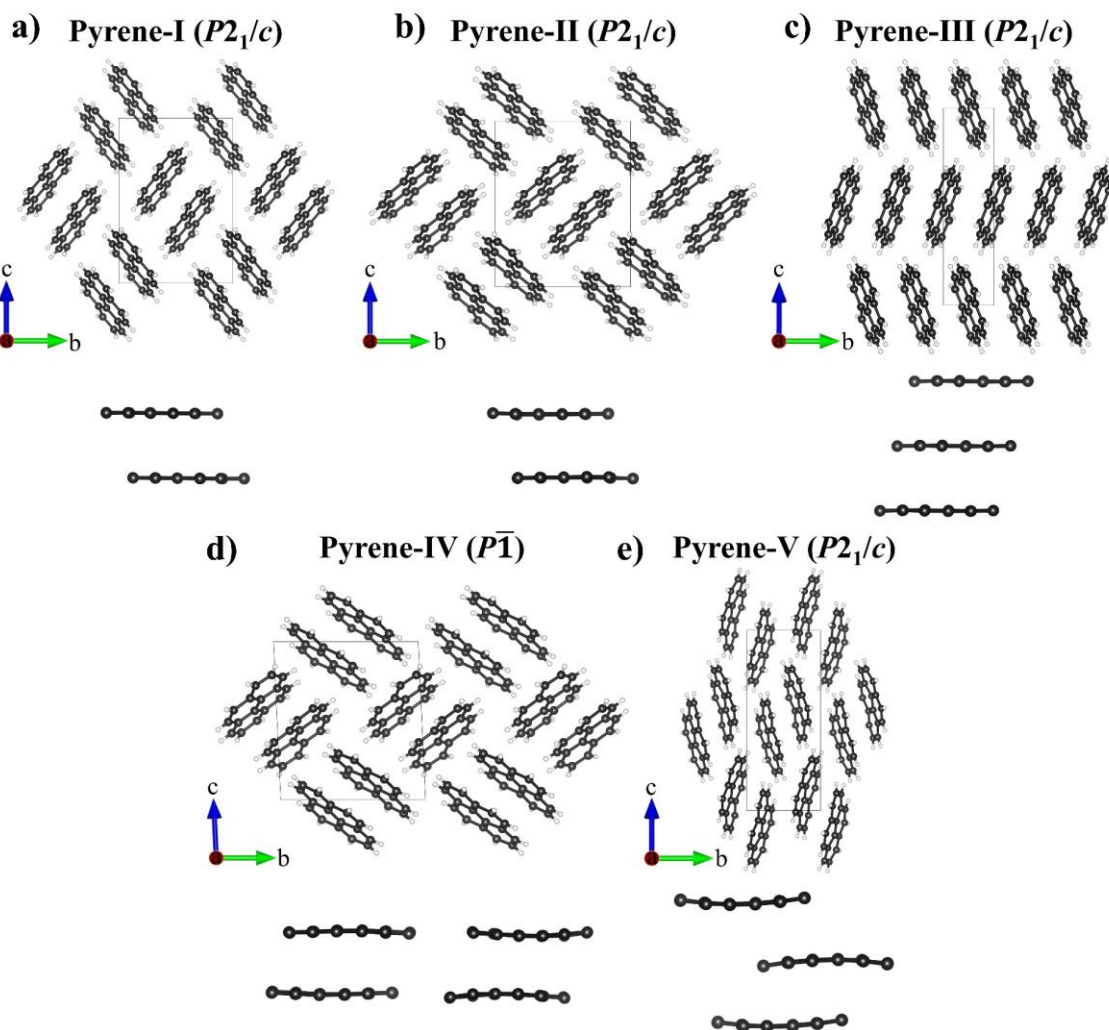 a) Pyrene-I (P2₁/c)
b) Pyrene-II (P2₁/c)
c) Pyrene-III (P2₁/c)
c
a
b
c
a
b
c
a
b
d) Pyrene-IV (P1̅)
e) Pyrene-V (P2₁/c)
c
a
b
c
a
b